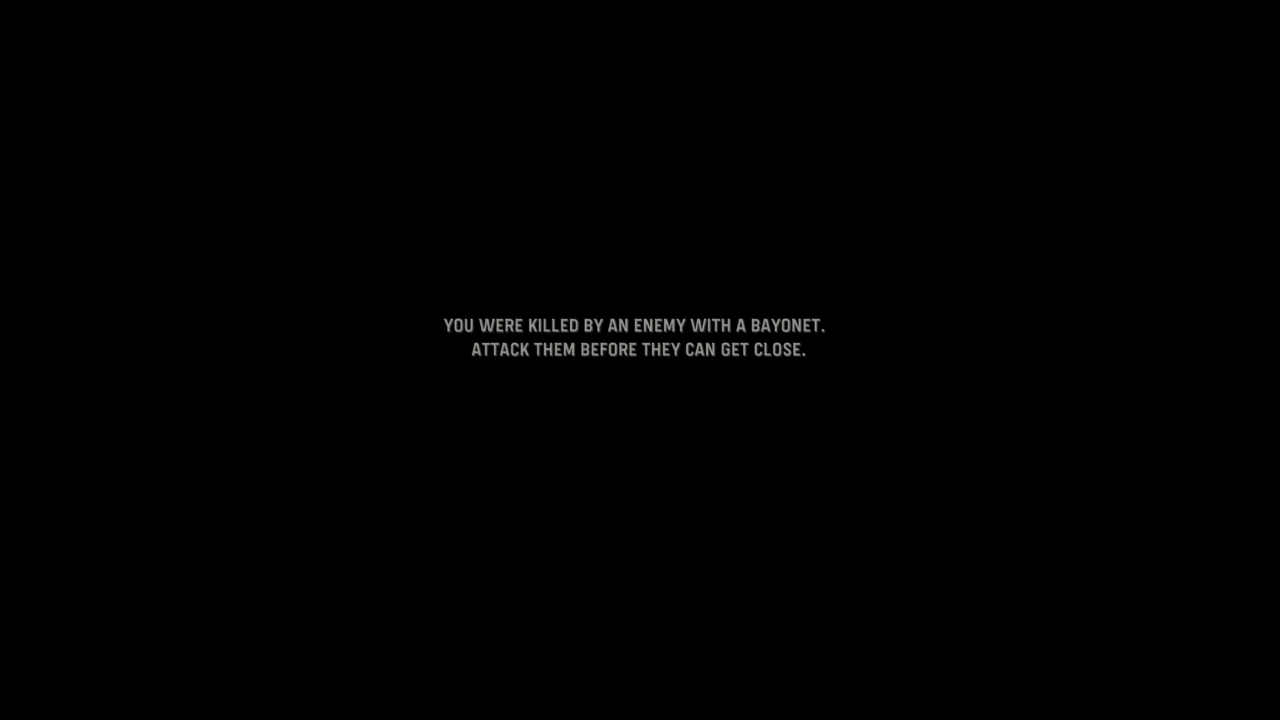 YOU WERE KILLED BY AN ENEMY WITH A BAYONET.
ATTACK THEM BEFORE THEY CAN GET CLOSE.